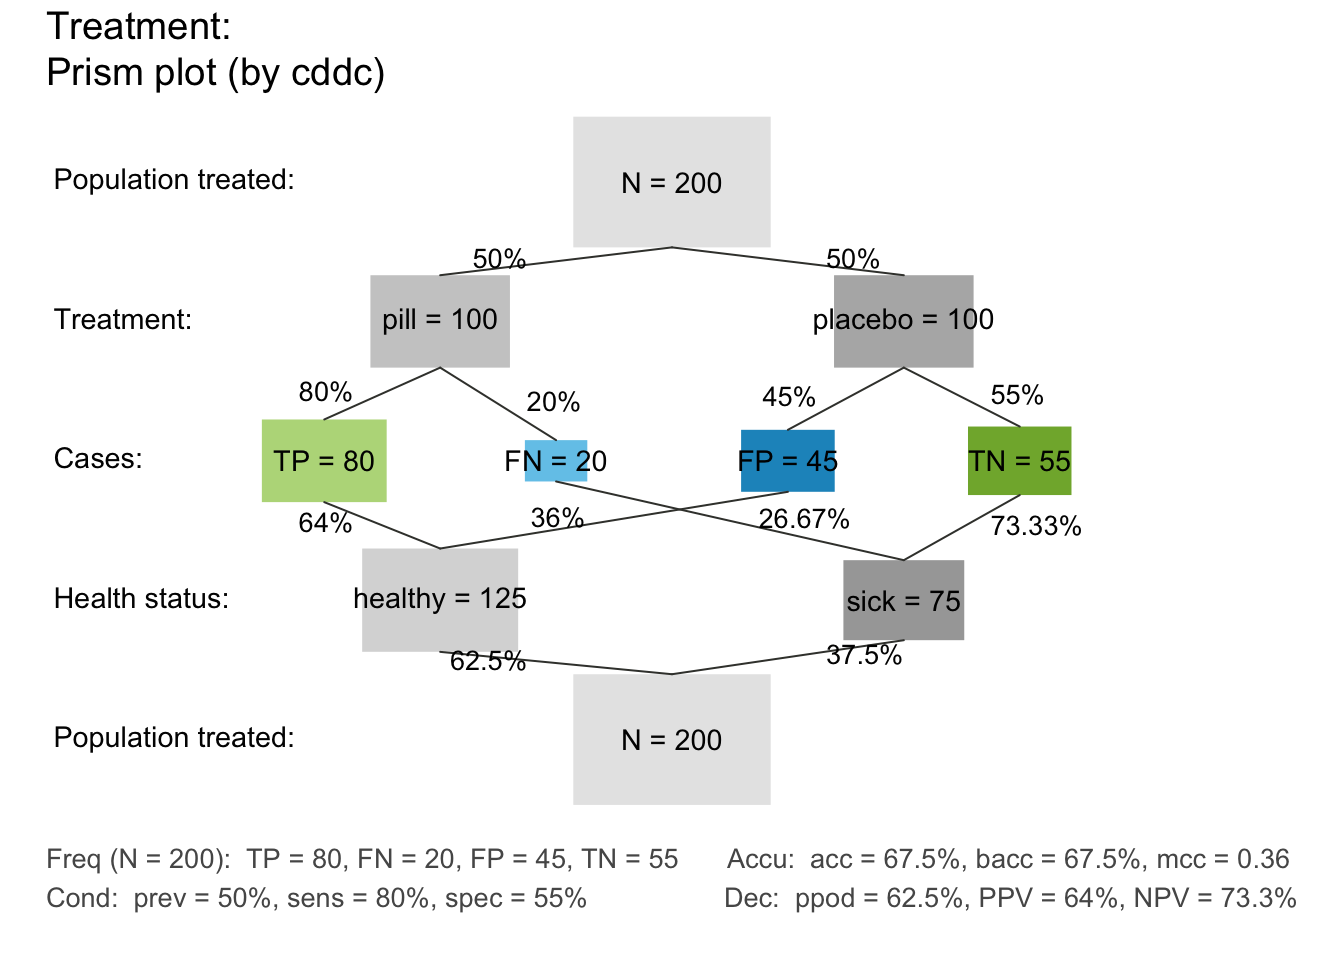 Treatment:
Prism plot (by cddc)
Population treated:
N = 200
50%
50%
Treatment:
pill = 100
placebo = 100
80%
20%
45%
55%
Cases:
TP = 80
FN = 20
FP = 45
TN = 55
64%
36%
26.67%
73.33%
Health status:
healthy = 125
sick = 75
62.5%
37.5%
Population treated:
N = 200
Freq (N = 200):  TP = 80, FN = 20, FP = 45, TN = 55
Accu:  acc = 67.5%, bacc = 67.5%, mcc = 0.36
Cond:  prev = 50%, sens = 80%, spec = 55%
Dec:  ppod = 62.5%, PPV = 64%, NPV = 73.3%